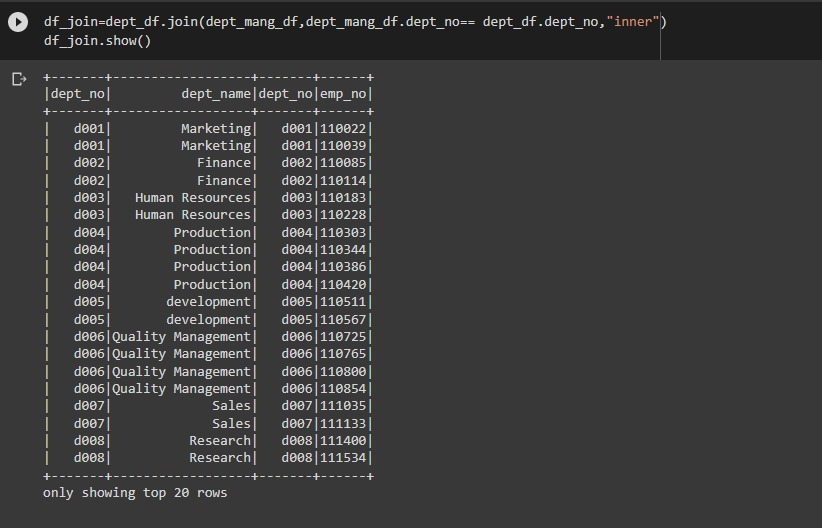 df_join=dept_df.join(dept_mang_df,dept_mang_df.dept_no== dept_df.dept_no,"inner")
df_join.show()
+-------+------------------+-------+------+
|dept_no|         dept_name|dept_no|emp_no|
+-------+------------------+-------+------+
|   d001|         Marketing|   d001|110022|
|   d001|         Marketing|   d001|110039|
|   d002|           Finance|   d002|110085|
|   d002|           Finance|   d002|110114|
|   d003|   Human Resources|   d003|110183|
|   d003|   Human Resources|   d003|110228|
|   d004|        Production|   d004|110303|
|   d004|        Production|   d004|110344|
|   d004|        Production|   d004|110386|
|   d004|        Production|   d004|110420|
|   d005|       development|   d005|110511|
|   d005|       development|   d005|110567|
|   d006|Quality Management|   d006|110725|
|   d006|Quality Management|   d006|110765|
|   d006|Quality Management|   d006|110800|
|   d006|Quality Management|   d006|110854|
|   d007|             Sales|   d007|111035|
|   d007|             Sales|   d007|111133|
|   d008|          Research|   d008|111400|
|   d008|          Research|   d008|111534|
+-------+------------------+-------+------+
only showing top 20 rows